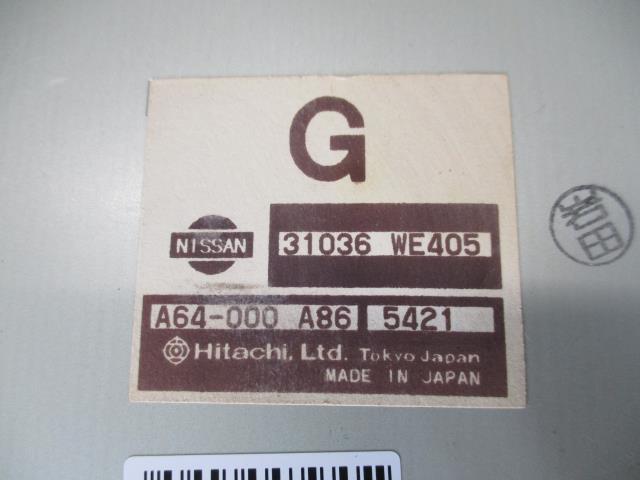 G
NISSAN
31036 WE405
A64-000 A86 5421
Hitachi, Ltd. Tokyo Japan
MADE IN JAPAN